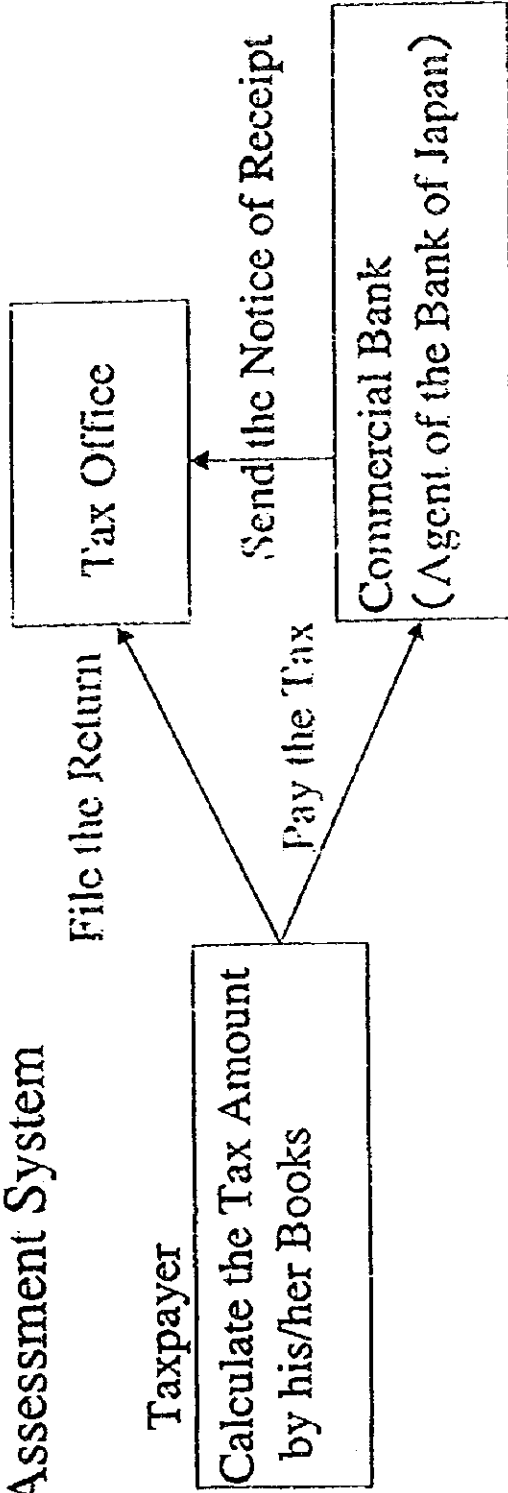 Assessment System
Taxpayer
Calculate the Tax Amount
by his/her Books
File the Return
Pay the Tax
Tax Office
Send the Notice of Receipt
Commercial Bank
(Agent of the Bank of Japan)